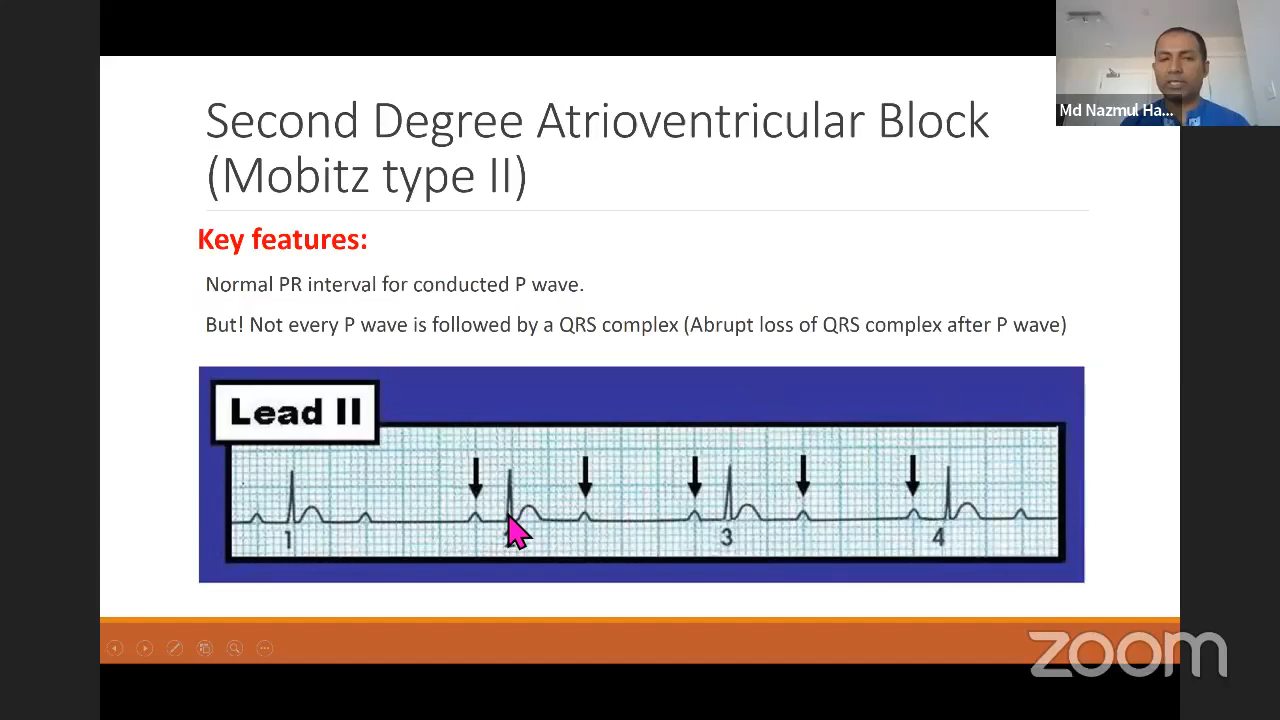 Second Degree Atrioventricular Block
(Mobitz type II)
Md Nazmul Ha...
Key features:
Normal PR interval for conducted P wave.
But! Not every P wave is followed by a QRS complex (Abrupt loss of QRS complex after P wave)
Lead II
1
3
4
zoom